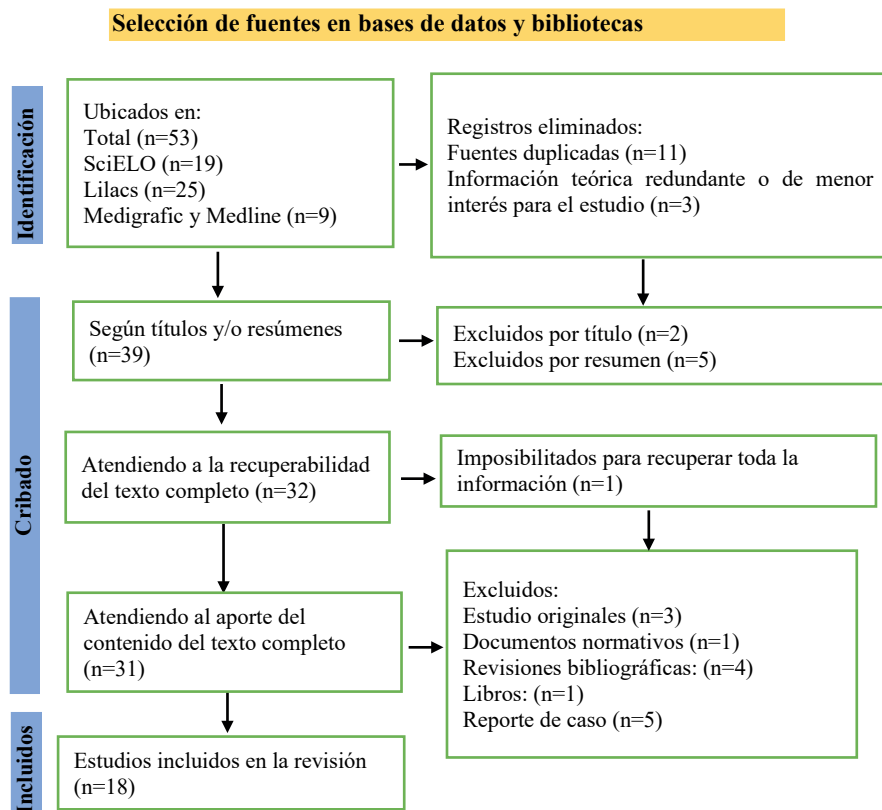 Selección de fuentes en bases de datos y bibliotecas
Identificación
Ubicados en:
Total (n=53)
SciELO (n=19)
Lilacs (n=25)
Medigrafic y Medline (n=9)
Registros eliminados:
Fuentes duplicadas (n=11)
Información teórica redundante o de menor
interés para el estudio (n=3)
Cribado
Según títulos y/o resúmenes
(n=39)
Excluidos por título (n=2)
Excluidos por resumen (n=5)
Atendiendo a la recuperabilidad
del texto completo (n=32)
Imposibilitados para recuperar toda la
información (n=1)
Atendiendo al aporte del
contenido del texto completo
(n=31)
Excluidos:
Estudio originales (n=3)
Documentos normativos (n=1)
Revisiones bibliográficas: (n=4)
Libros: (n=1)
Reporte de caso (n=5)
Incluidos
Estudios incluidos en la revisión
(n=18)